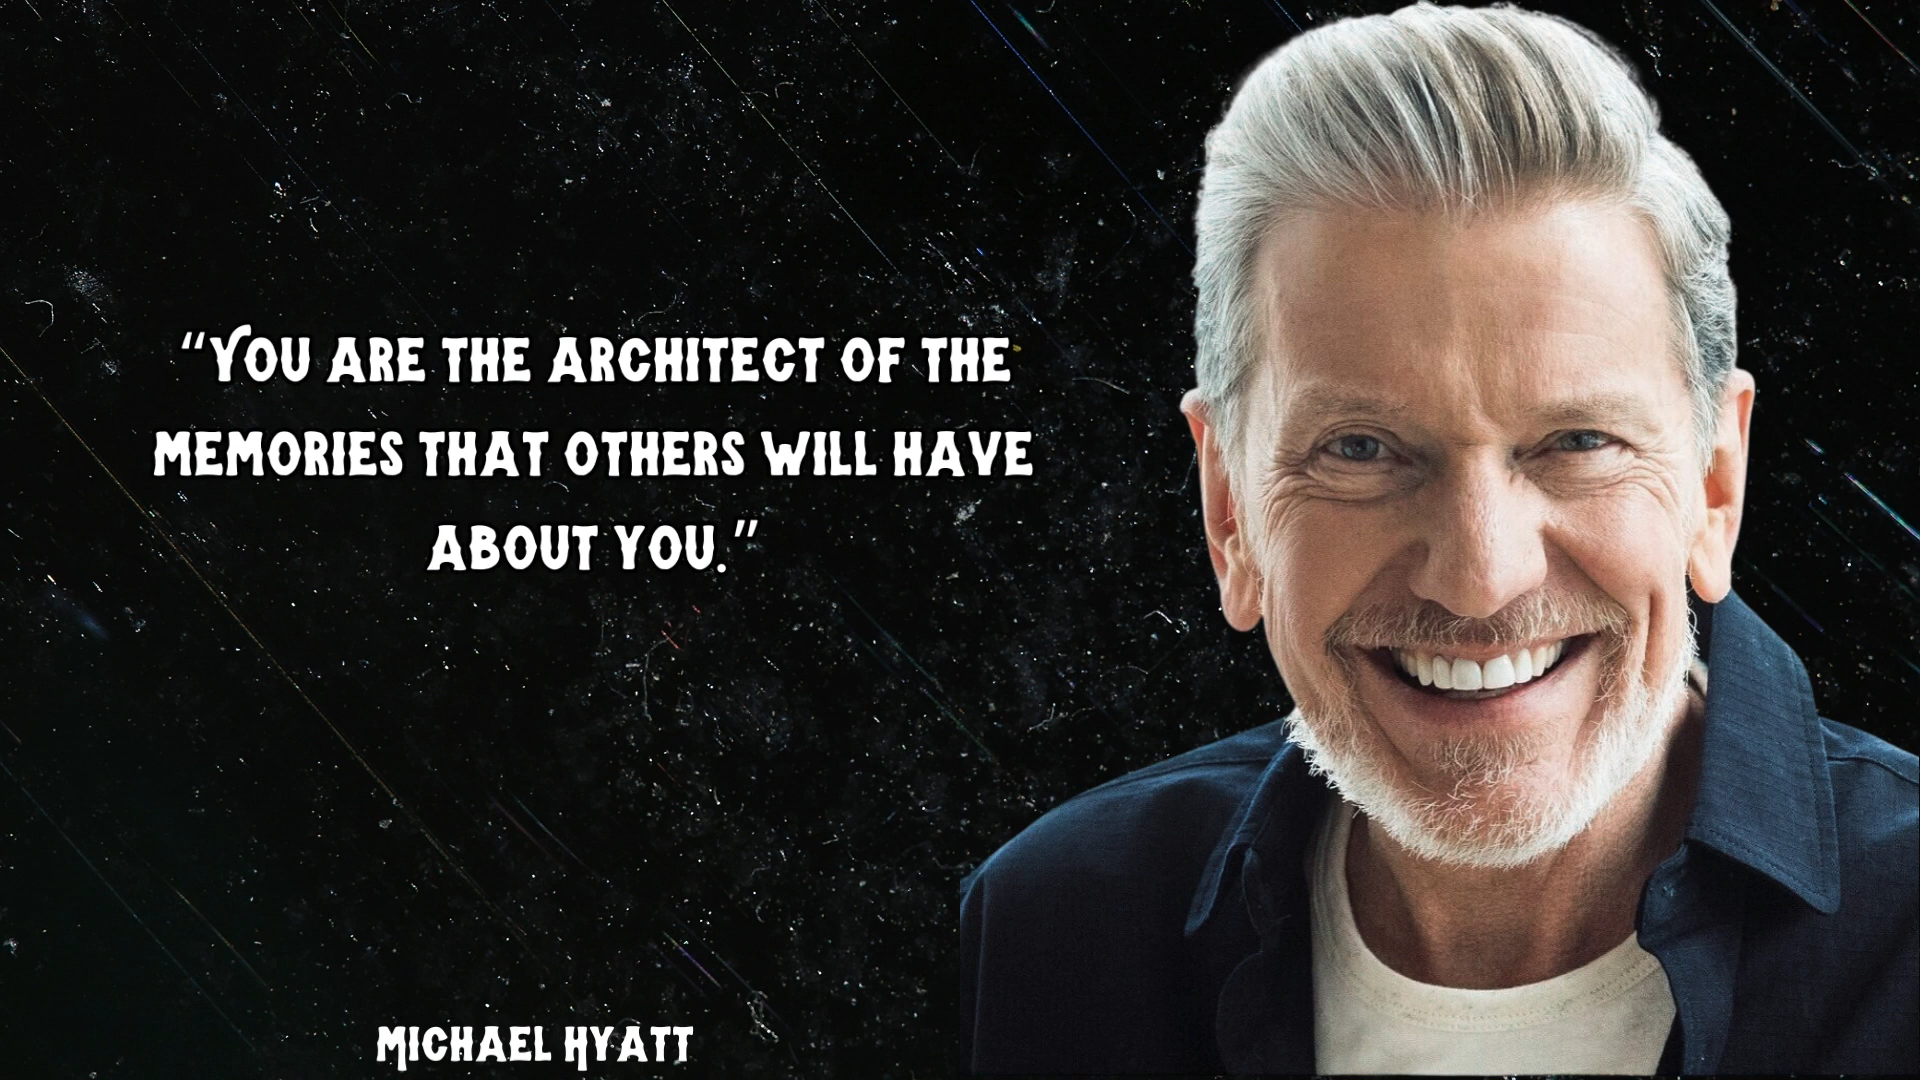 “You are the architect of the
memories that others will have
about you.”
Michael Hyatt